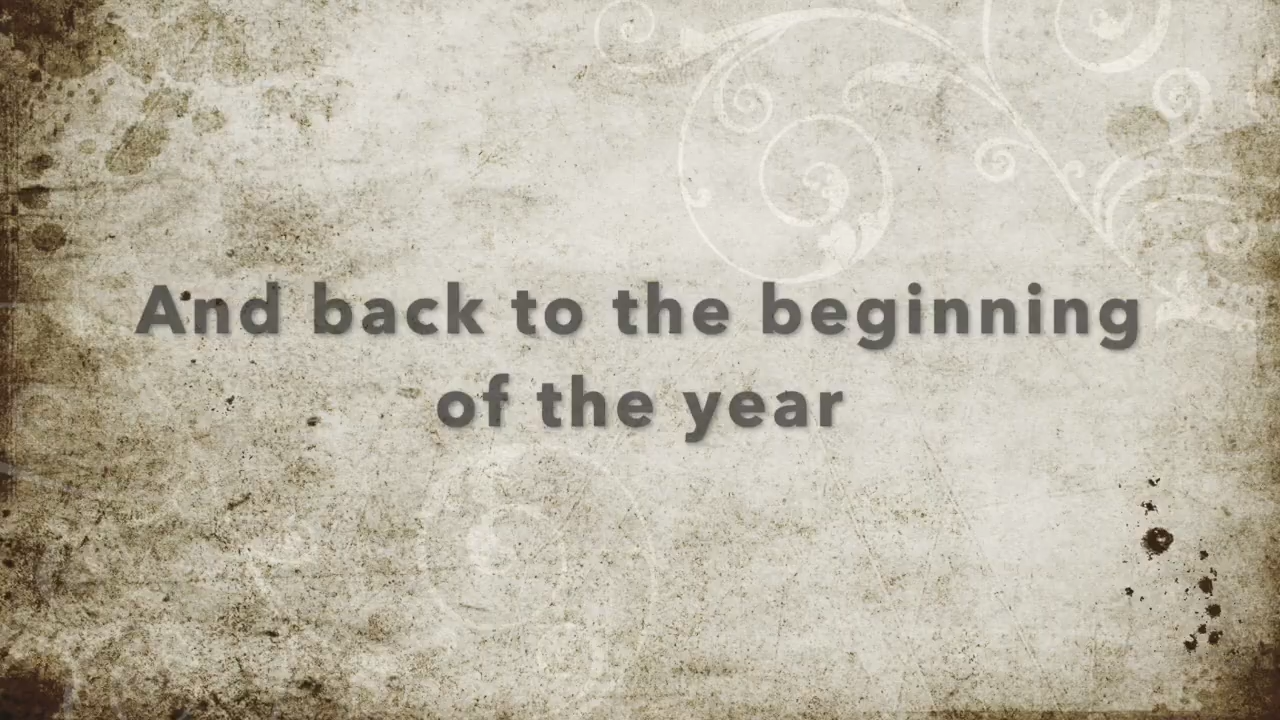 And back to the beginning
of the year